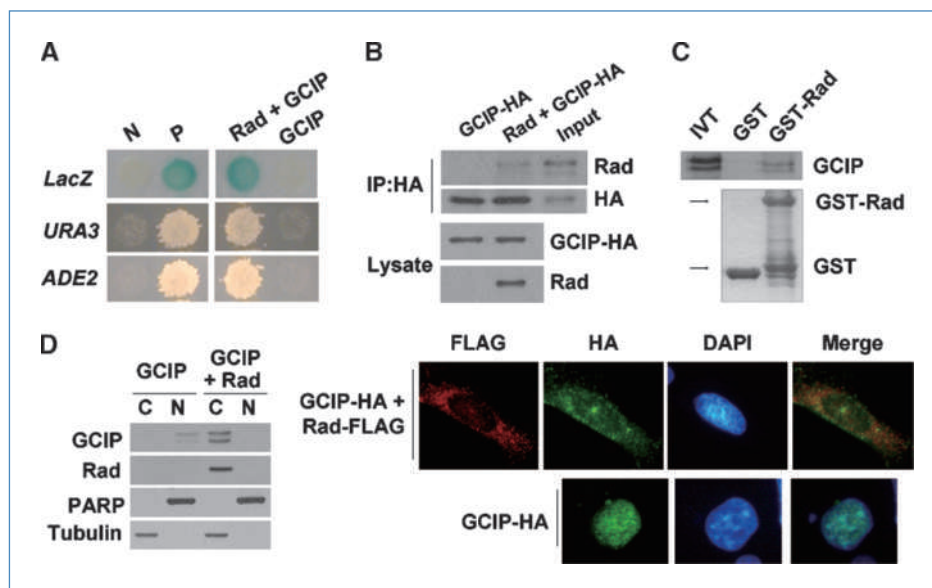 A
N
P
Rad + GCIP
GCIP
LacZ
URA3
ADE2
B
GCIP-HA
Rad + GCIP-HA
Input
IP:HA
Rad
HA
Lysate
GCIP-HA
Rad
C
IVT
GST
GST-Rad
GCIP
GST-Rad
GST
D
GCIP
GCIP
+ Rad
C N C N
GCIP
Rad
PARP
Tubulin
FLAG HA DAPI Merge
GCIP-HA +
Rad-FLAG
GCIP-HA